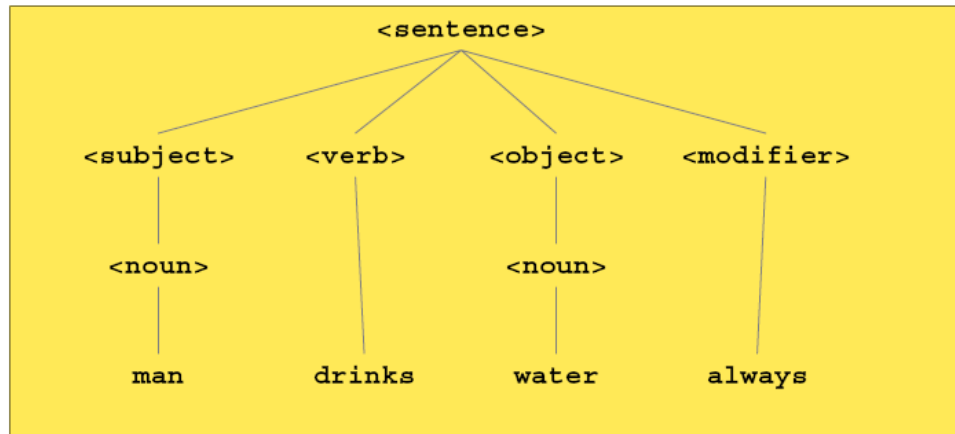 <sentence>
<subject> <verb> <object> <modifier>
<noun> <noun>
man drinks water always